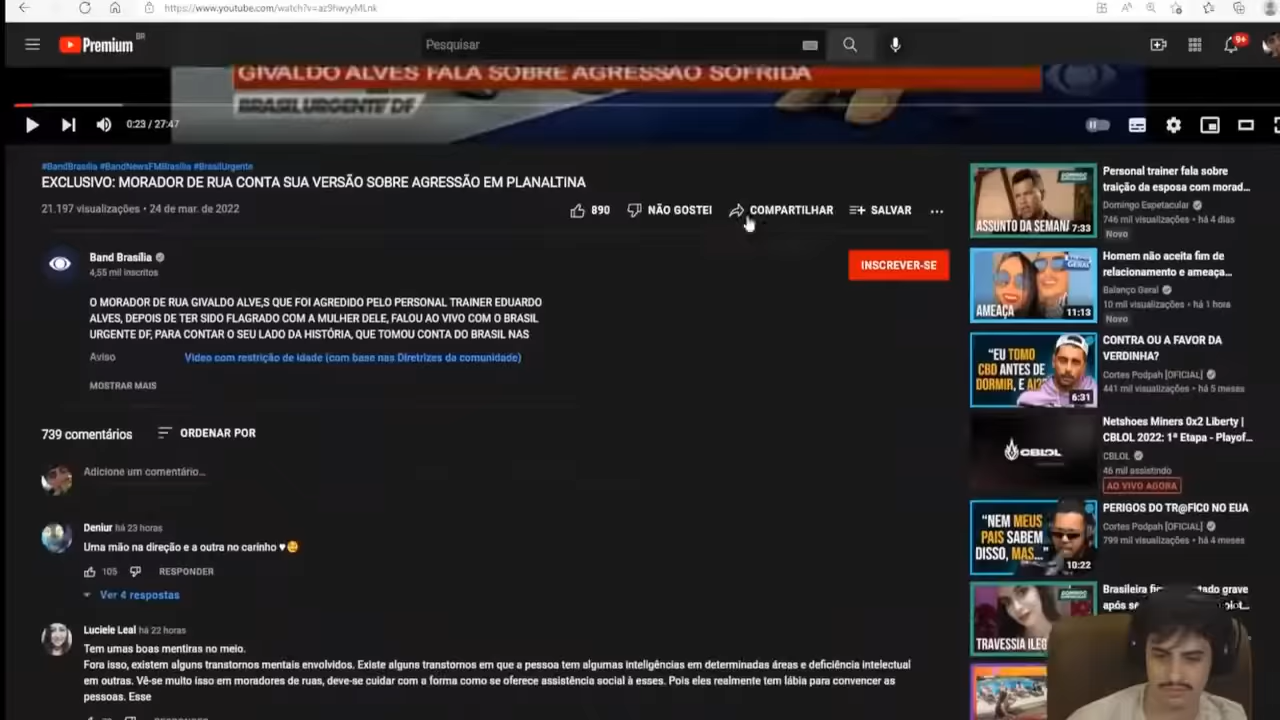 https://www.youtube.com/watch?v=az9hwyyMLnk
Premium BR
Pesquisar
9+
GIVALDO ALVES FALA SOBRE AGRESSÃO SOFRIDA
BRASIL URGENTE DF
0:23 / 27:47
#BandBrasília #BandNewsFMBrasília #BrasilUrgente
EXCLUSIVO: MORADOR DE RUA CONTA SUA VERSÃO SOBRE AGRESSÃO EM PLANALTINA
21.197 visualizações • 24 de mar. de 2022
890 NÃO GOSTEI COMPARTILHAR SALVAR ...
Band Brasília
4,55 mil inscritos
INSCREVER-SE
O MORADOR DE RUA GIVALDO ALVE,S QUE FOI AGREDIDO PELO PERSONAL TRAINER EDUARDO
ALVES, DEPOIS DE TER SIDO FLAGRADO COM A MULHER DELE, FALOU AO VIVO COM O BRASIL
URGENTE DF, PARA CONTAR O SEU LADO DA HISTÓRIA, QUE TOMOU CONTA DO BRASIL NAS
Aviso Vídeo com restrição de idade (com base nas Diretrizes da comunidade)
MOSTRAR MAIS
739 comentários ORDENAR POR
Adicione um comentário...
Deniur há 23 horas
Uma mão na direção e a outra no carinho ♥
105 RESPONDER
Ver 4 respostas
Luciele Leal há 22 horas
Tem umas boas mentiras no meio.
Fora isso, existem alguns transtornos mentais envolvidos. Existe alguns transtornos em que a pessoa tem algumas inteligências em determinadas áreas e deficiência intelectual
em outras. Vê-se muito isso em moradores de ruas, deve-se cuidar com a forma como se oferece assistência social à esses. Pois eles realmente tem lábia para convencer as
pessoas. Esse
RESPONDER
ASSUNTO DA SEMANA 7:33
Personal trainer fala sobre
traição da esposa com morad...
Domingo Espetacular
746 mil visualizações • há 4 dias
Novo
AMEAÇA 11:13
Homem não aceita fim de
relacionamento e ameaça...
Balanço Geral
10 mil visualizações • há 1 hora
Novo
"EU TOMO
CBD ANTES DE
DORMIR, E AI?"
6:31
CONTRA OU A FAVOR DA
VERDINHA?
Cortes Podpah [OFICIAL]
441 mil visualizações • há 5 meses
CBLOL
Netshoes Miners 0x2 Liberty |
CBLOL 2022: 1ª Etapa - Playof...
CBLOL
46 mil assistindo
AO VIVO AGORA
"NEM MEUS
PAIS SABEM
DISSO, MAS..."
10:22
PERIGOS DO TR@FÍC0 NO EUA
Cortes Podpah [OFICIAL]
799 mil visualizações • há 4 meses
TRAVESSIA ILEG
Brasileira
grave
após